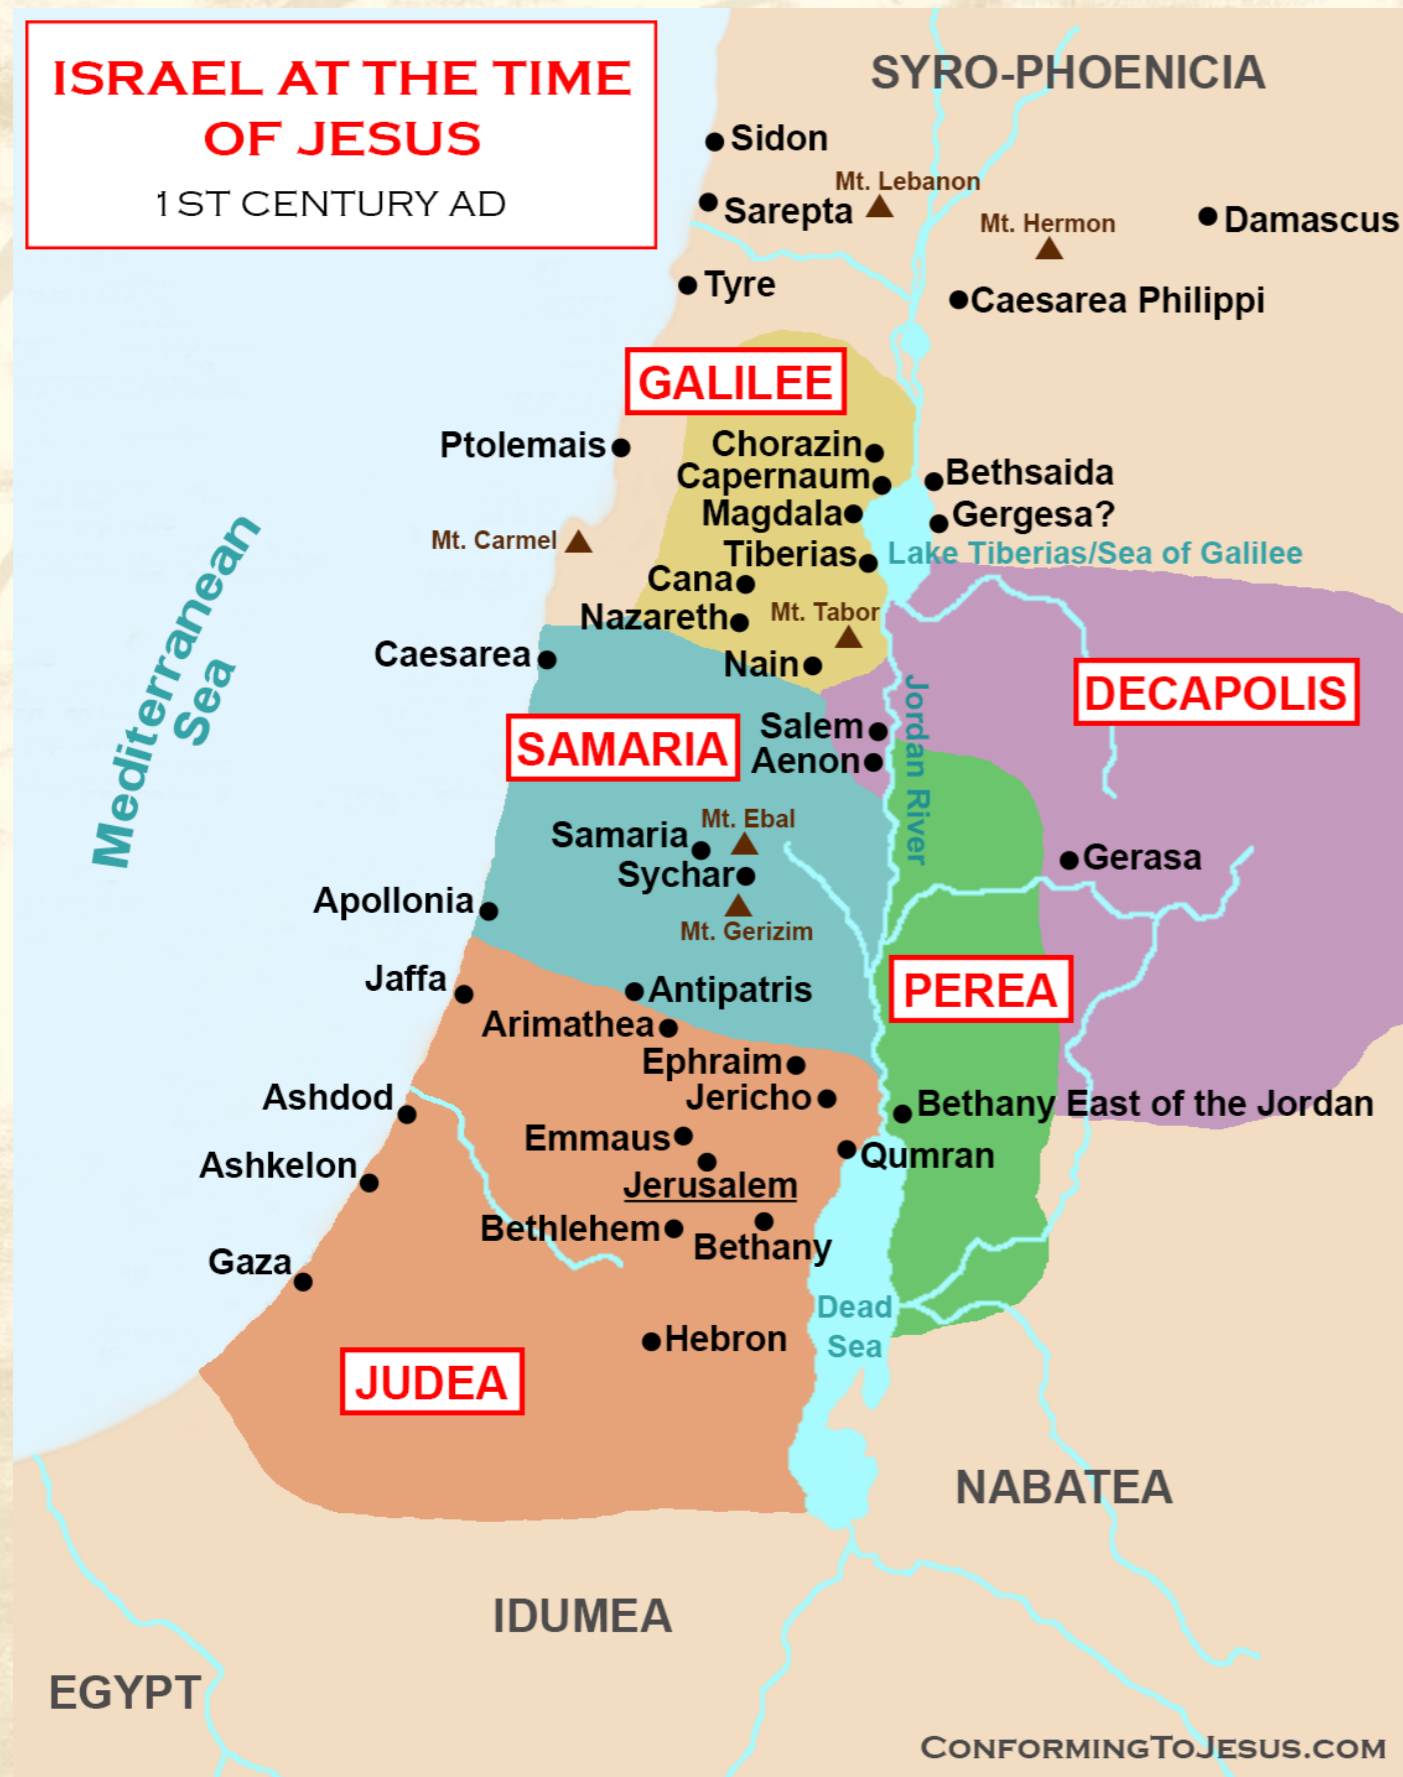 ISRAEL AT THE TIME
OF JESUS
1ST CENTURY AD
SYRO-PHOENICIA
Sidon
Mt. Lebanon
Sarepta
Mt. Hermon
Damascus
Tyre
Caesarea Philippi
GALILEE
Ptolemais
Chorazin
Capernaum
Bethsaida
Magdala
Gergesa?
Mt. Carmel
Tiberias
Lake Tiberias/Sea of Galilee
Cana
Nazareth
Mt. Tabor
Caesarea
Nain
Mediterranean
Sea
DECAPOLIS
SAMARIA
Salem
Aenon
Jordan River
Samaria
Mt. Ebal
Sychar
Gerasa
Apollonia
Mt. Gerizim
Jaffa
Antipatris
PEREA
Arimathea
Ephraim
Jericho
Ashdod
Bethany East of the Jordan
Emmaus
Qumran
Ashkelon
Jerusalem
Bethlehem
Bethany
Gaza
Dead
Sea
Hebron
JUDEA
NABATEA
IDUMEA
EGYPT
CONFORMINGTOJESUS.COM